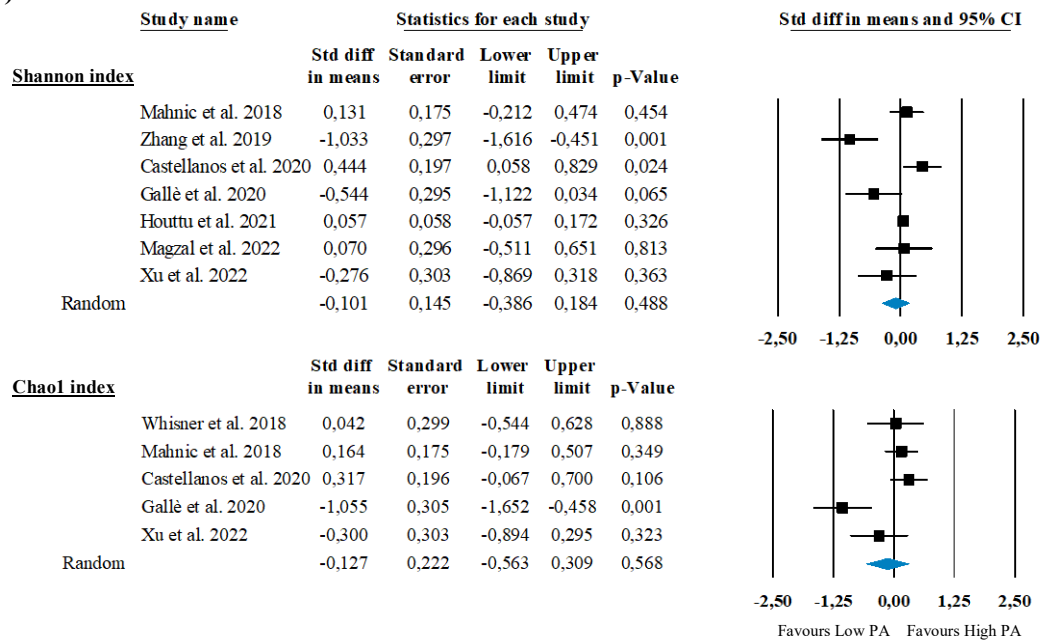 )
Study name Statistics for each study Std diff in means and 95% CI
Std diff Standard Lower Upper
Shannon index in means error limit limit p-Value
Mahnic et al. 2018 0,131 0,175 -0,212 0,474 0,454
Zhang et al. 2019 -1,033 0,297 -1,616 -0,451 0,001
Castellanos et al. 2020 0,444 0,197 0,058 0,829 0,024
Gallè et al. 2020 -0,544 0,295 -1,122 0,034 0,065
Houttu et al. 2021 0,057 0,058 -0,057 0,172 0,326
Magzal et al. 2022 0,070 0,296 -0,511 0,651 0,813
Xu et al. 2022 -0,276 0,303 -0,869 0,318 0,363
Random -0,101 0,145 -0,386 0,184 0,488
-2,50 -1,25 0,00 1,25 2,50
Std diff Standard Lower Upper
Chao1 index in means error limit limit p-Value
Whisner et al. 2018 0,042 0,299 -0,544 0,628 0,888
Mahnic et al. 2018 0,164 0,175 -0,179 0,507 0,349
Castellanos et al. 2020 0,317 0,196 -0,067 0,700 0,106
Gallè et al. 2020 -1,055 0,305 -1,652 -0,458 0,001
Xu et al. 2022 -0,300 0,303 -0,894 0,295 0,323
Random -0,127 0,222 -0,563 0,309 0,568
-2,50 -1,25 0,00 1,25 2,50
Favours Low PA Favours High PA